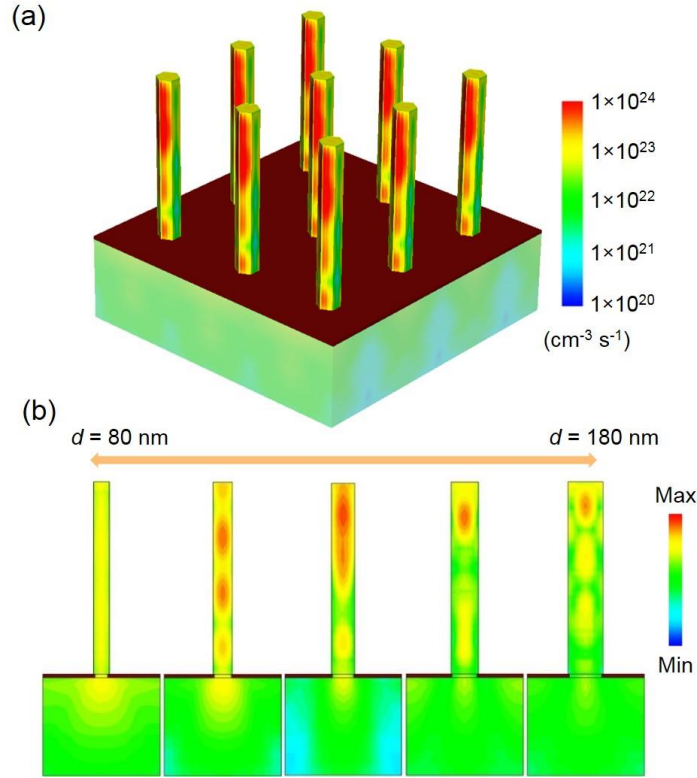 (a)
1×10²⁴
1×10²³
1×10²²
1×10²¹
1×10²⁰
(cm⁻³ s⁻¹)
(b)
d = 80 nm
d = 180 nm
Max
Min